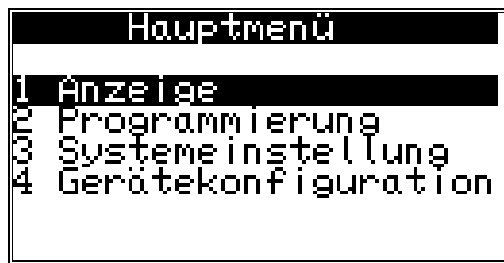 Hauptmenü
1 Anzeige
2 Programmierung
3 Systemeinstellung
4 Gerätekonfiguration